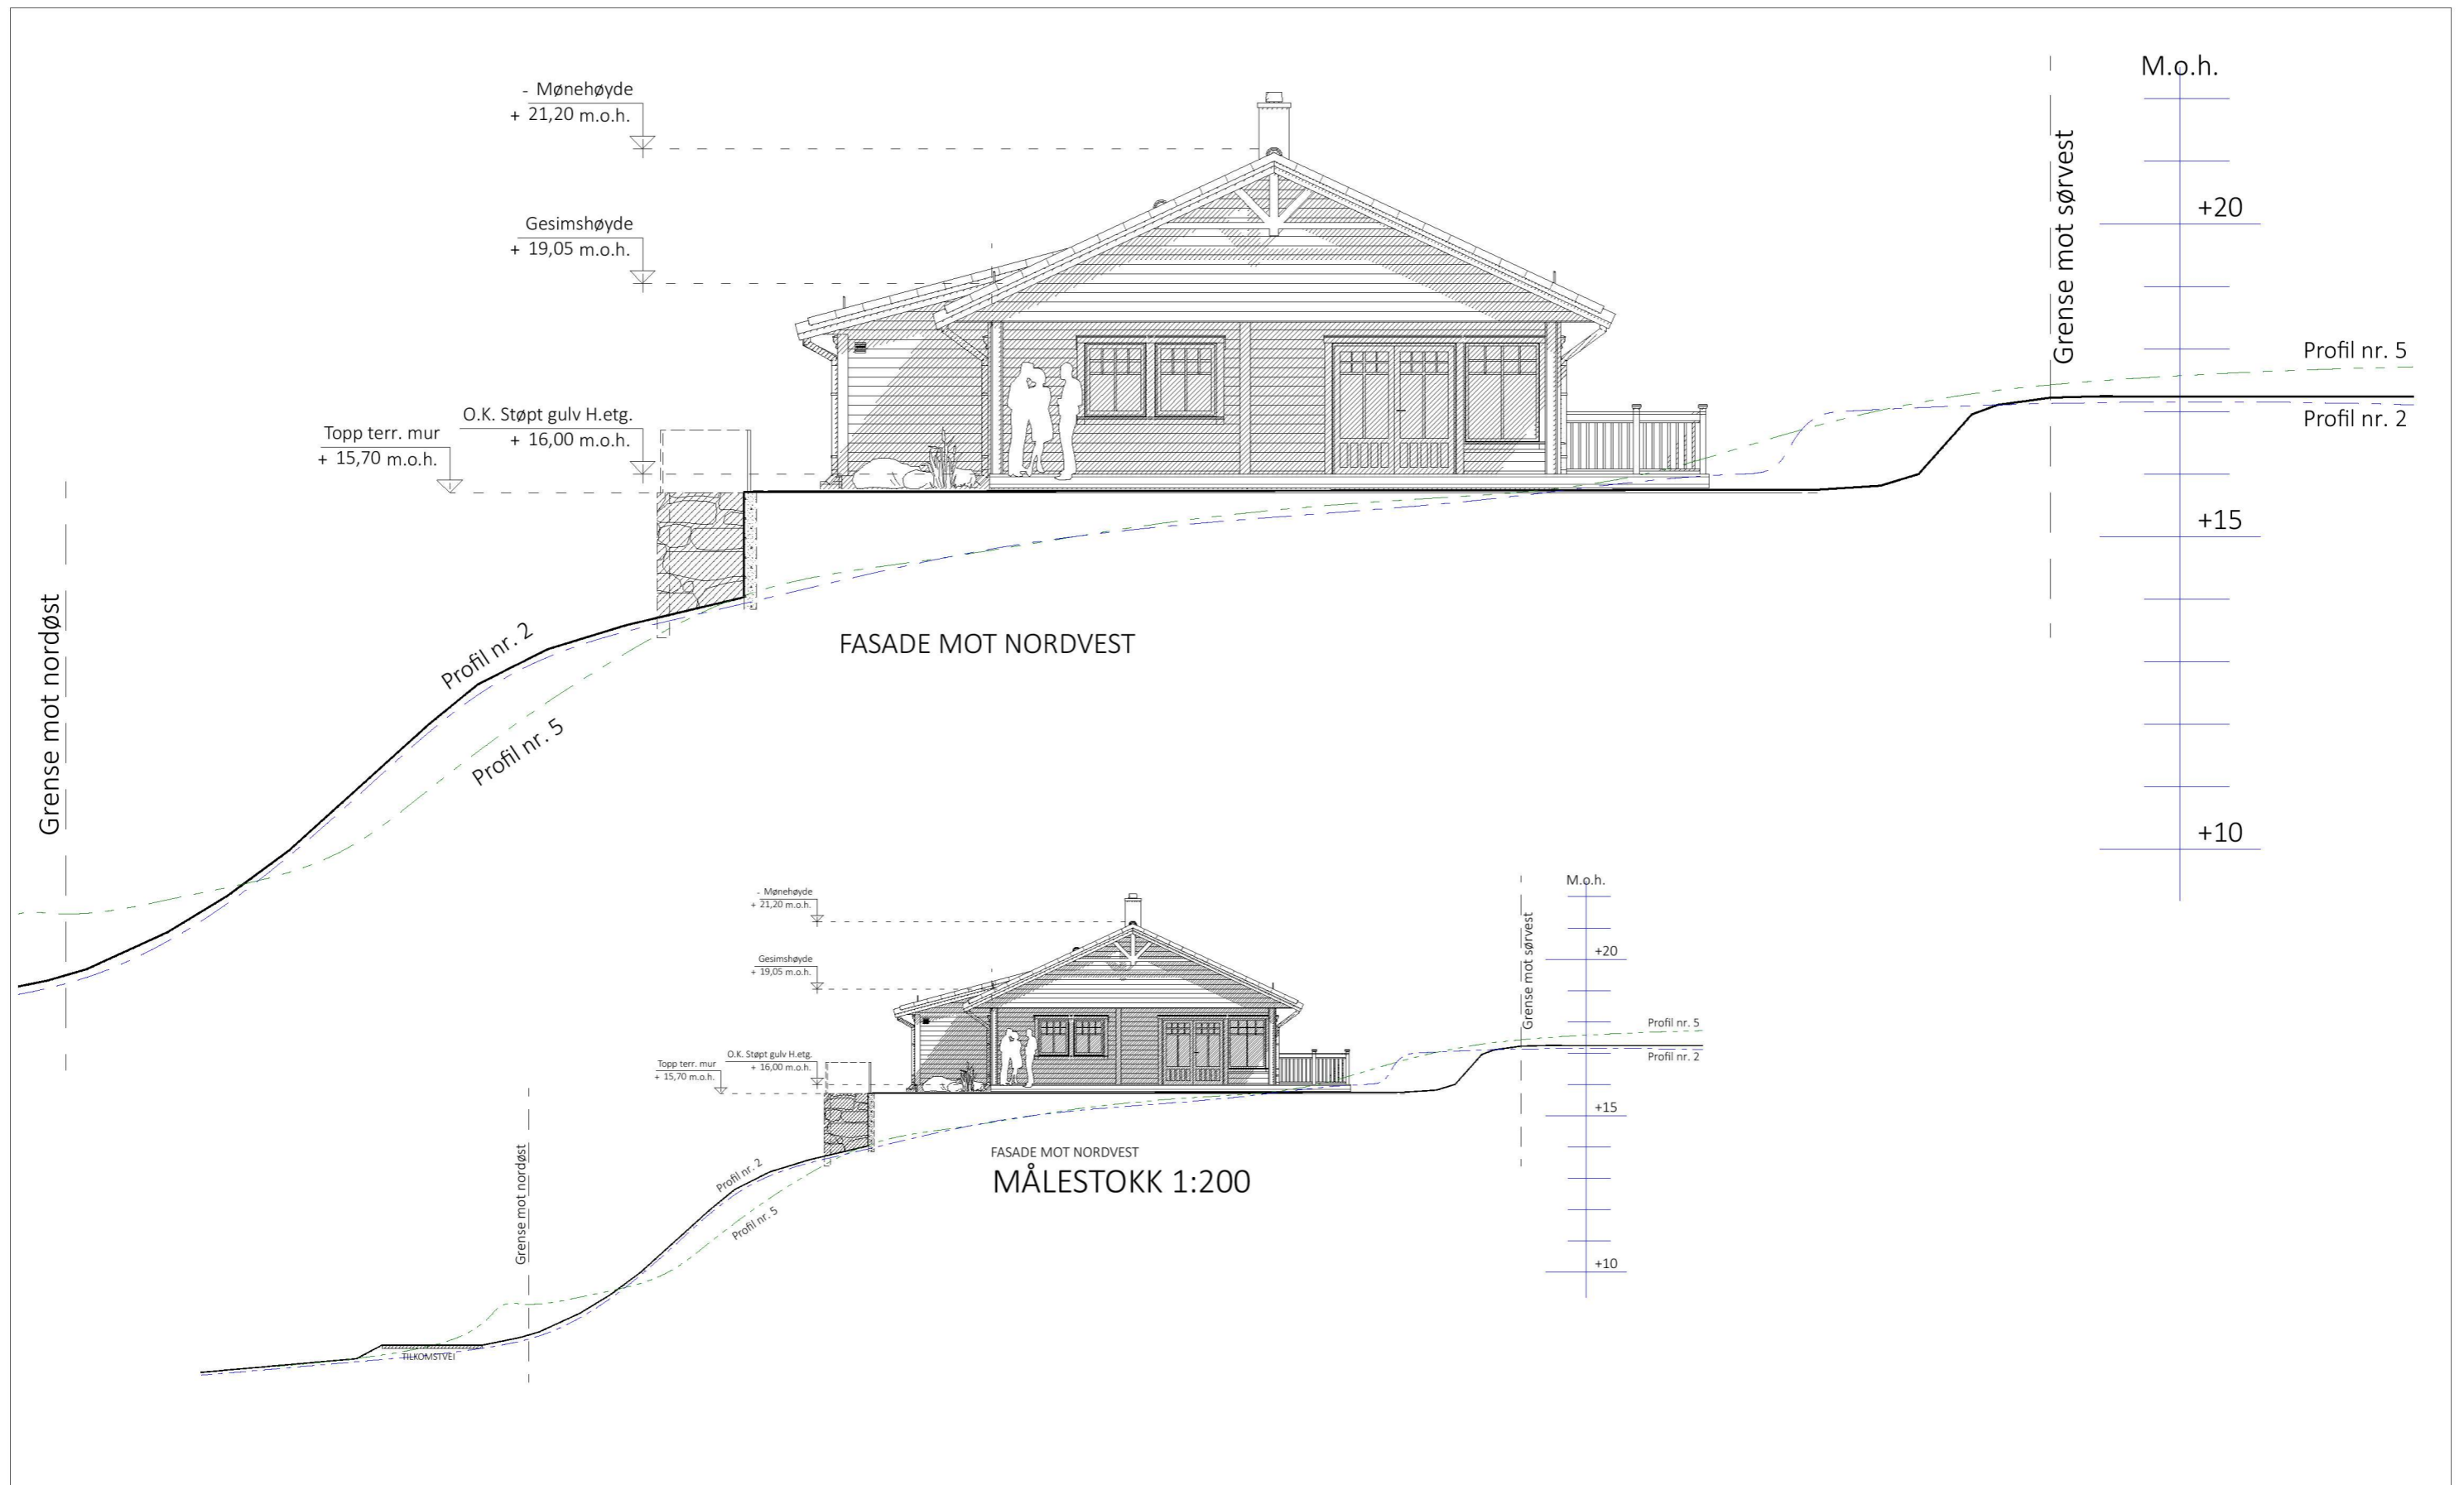 M.o.h.
- Mønehøyde
+ 21,20 m.o.h.
Grense mot sørvest
+20
Gesimshøyde
+ 19,05 m.o.h.
Profil nr. 5
O.K. Støpt gulv H.etg.
+ 16,00 m.o.h.
Profil nr. 2
Topp terr. mur
+ 15,70 m.o.h.
+15
Grense mot nordøst
Profil nr. 2
FASADE MOT NORDVEST
Profil nr. 5
+10
- Mønehøyde
+ 21,20 m.o.h.
M.o.h.
Grense mot sørvest
+20
Gesimshøyde
+ 19,05 m.o.h.
Profil nr. 5
O.K. Støpt gulv H.etg.
+ 16,00 m.o.h.
Profil nr. 2
Topp terr. mur
+ 15,70 m.o.h.
+15
Grense mot nordøst
FASADE MOT NORDVEST
MÅLESTOKK 1:200
Profil nr. 2
Profil nr. 5
+10
TILKOMSTVEI